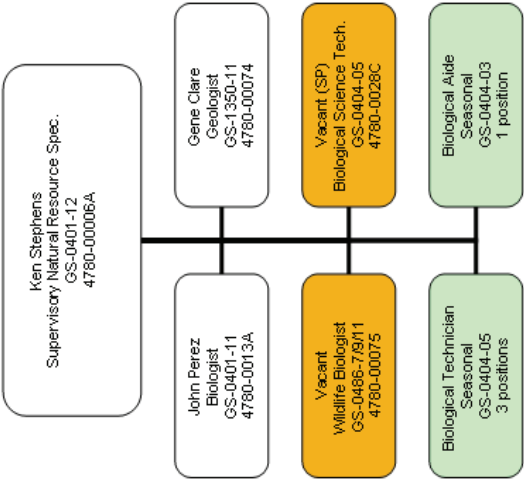 Ken Stephens
Supervisory Natural Resource Spec.
GS-0401-12
4780-00006A
John Perez
Biologist
GS-0401-11
4780-0013A
Gene Clare
Geologist
GS-1350-11
4780-00074
Vacant
Wildlife Biologist
GS-0486-7/9/11
4780-00075
Vacant (SP)
Biological Science Tech.
GS-0404-05
4780-0028C
Biological Technician
Seasonal
GS-0404-05
3 positions
Biological Aide
Seasonal
GS-0404-03
1 position